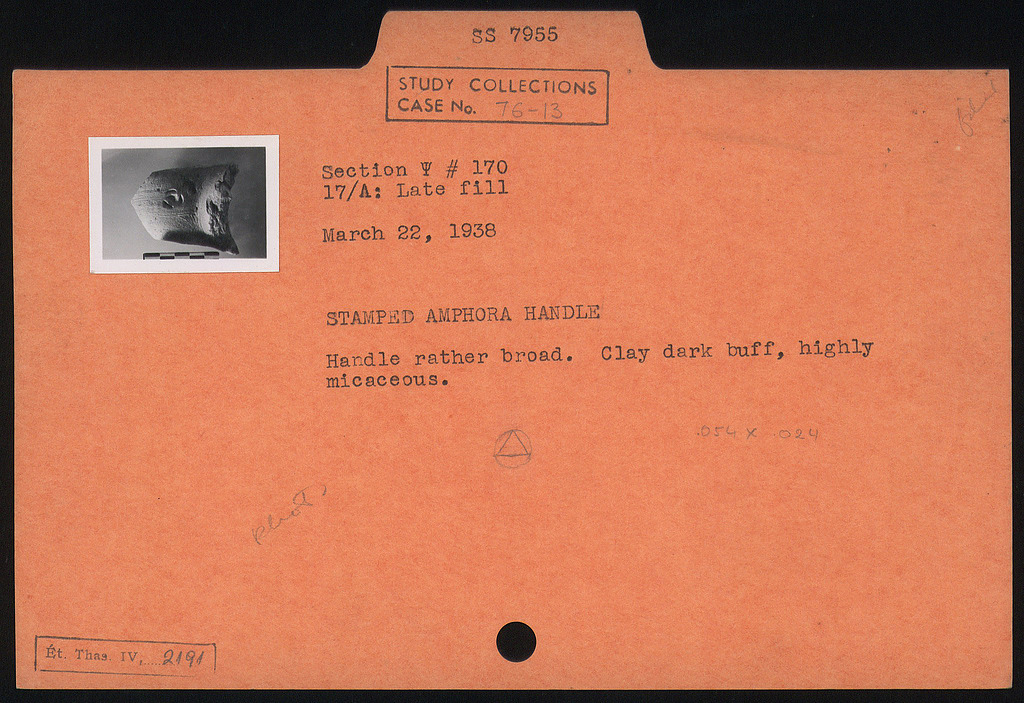 SS 7955
STUDY COLLECTIONS
CASE No. 76-13
Section Ψ # 170
17/A: Late fill
March 22, 1938
STAMPED AMPHORA HANDLE
Handle rather broad. Clay dark buff, highly
micaceous.
.054 x .024
Ét. Thas. IV, ....2191